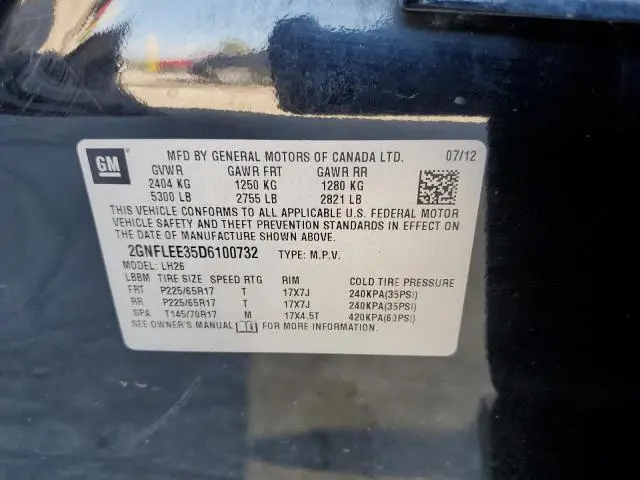 GM MFD BY GENERAL MOTORS OF CANADA LTD. 07/12
GVWR GAWR FRT GAWR RR
2404 KG 1250 KG 1280 KG
5300 LB 2755 LB 2821 LB
THIS VEHICLE CONFORMS TO ALL APPLICABLE U.S. FEDERAL MOTOR
VEHICLE SAFETY AND THEFT PREVENTION STANDARDS IN EFFECT ON
THE DATE OF MANUFACTURE SHOWN ABOVE.
2GNFLEE35D6100732 TYPE: M.P.V.
MODEL: LH26
LBBM TIRE SIZE SPEED RTG RIM COLD TIRE PRESSURE
FRT P225/65R17 T 17X7J 240KPA(35PSI)
RR P225/65R17 T 17X7J 240KPA(35PSI)
SPA T145/70R17 M 17X4.5T 420KPA(60PSI)
SEE OWNER'S MANUAL FOR MORE INFORMATION.